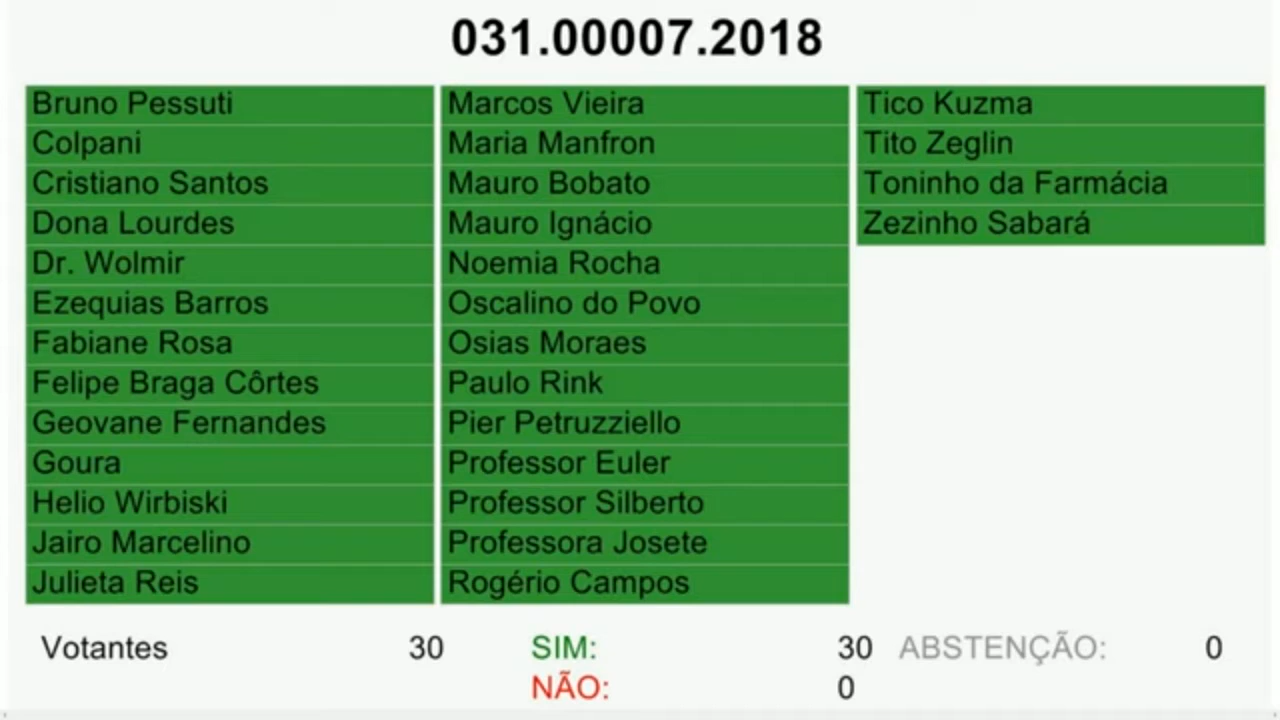 031.00007.2018
Bruno Pessuti
Colpani
Cristiano Santos
Dona Lourdes
Dr. Wolmir
Ezequias Barros
Fabiane Rosa
Felipe Braga Côrtes
Geovane Fernandes
Goura
Helio Wirbiski
Jairo Marcelino
Julieta Reis
Marcos Vieira
Maria Manfron
Mauro Bobato
Mauro Ignácio
Noemia Rocha
Oscalino do Povo
Osias Moraes
Paulo Rink
Pier Petruzziello
Professor Euler
Professor Silberto
Professora Josete
Rogério Campos
Tico Kuzma
Tito Zeglin
Toninho da Farmácia
Zezinho Sabará
Votantes 30 SIM: 30 ABSTENÇÃO: 0
NÃO: 0